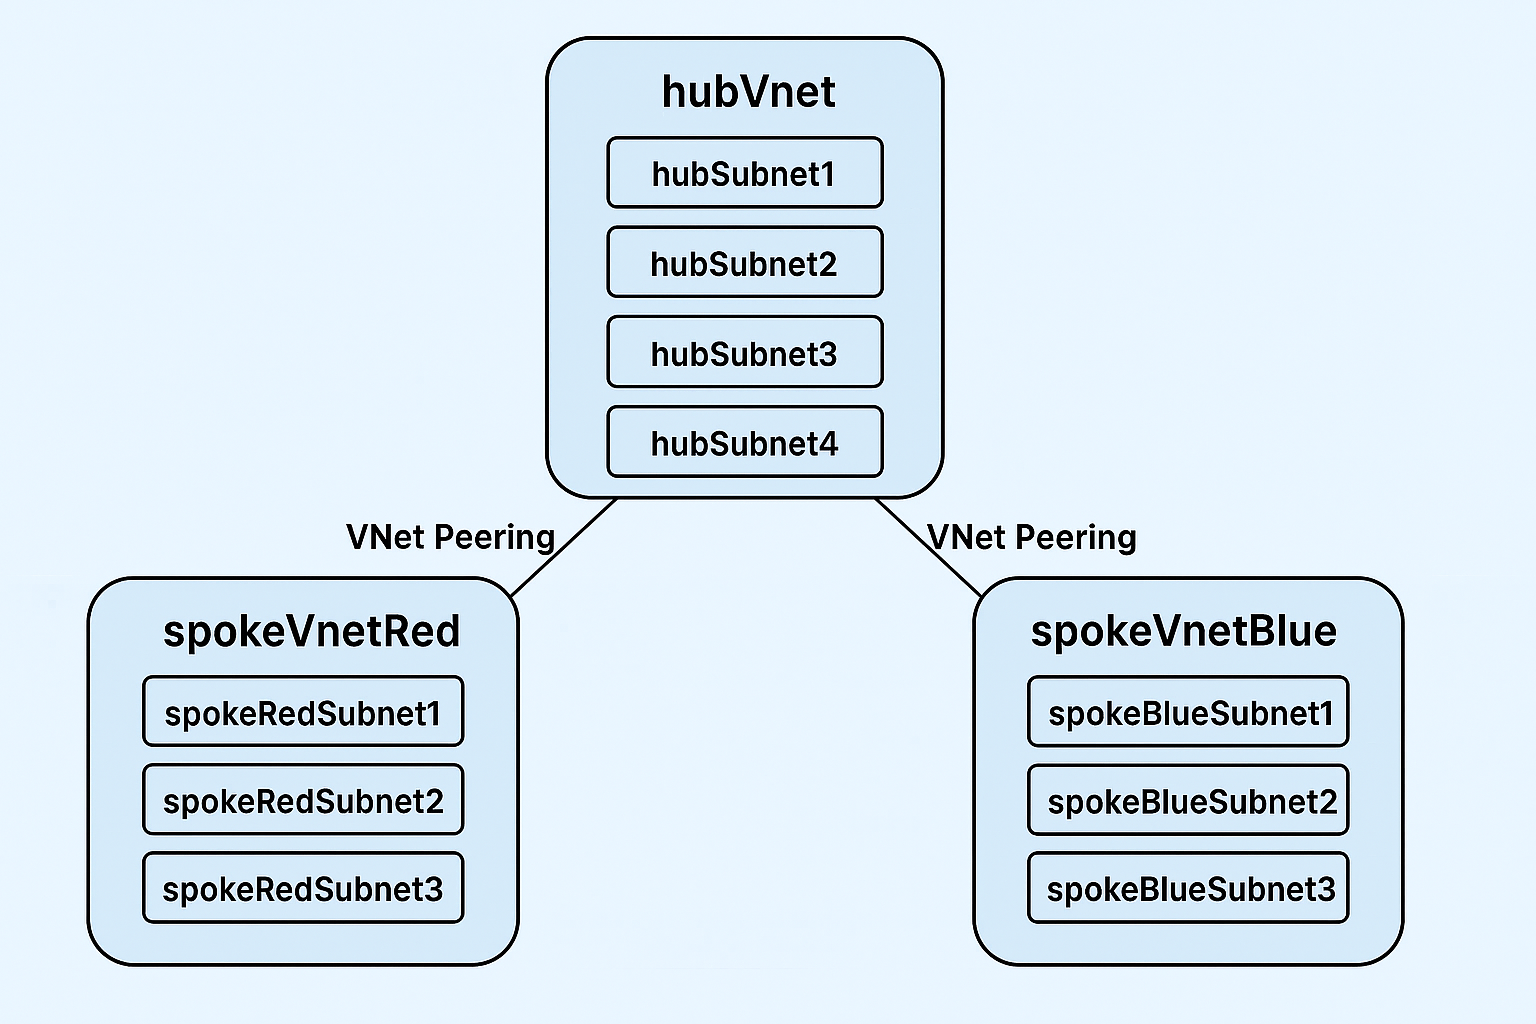 hubVnet
hubSubnet1
hubSubnet2
hubSubnet3
hubSubnet4
VNet Peering
VNet Peering
spokeVnetRed
spokeRedSubnet1
spokeRedSubnet2
spokeRedSubnet3
spokeVnetBlue
spokeBlueSubnet1
spokeBlueSubnet2
spokeBlueSubnet3